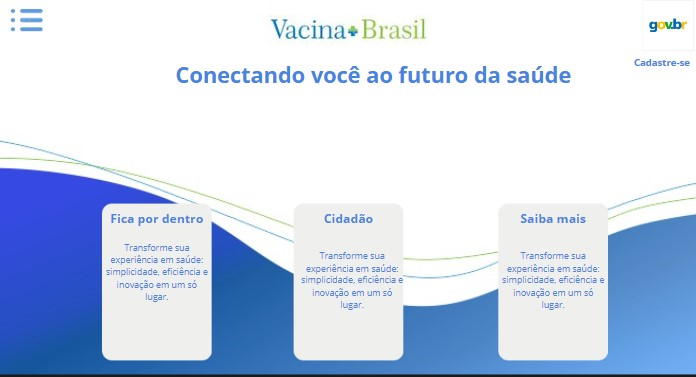 Vacina+Brasil
gov.br
Cadastre-se
Conectando você ao futuro da saúde
Fica por dentro
Transforme sua
experiência em saúde:
simplicidade, eficiência e
inovação em um só
lugar.
Cidadão
Transforme sua
experiência em saúde:
simplicidade, eficiência e
inovação em um só
lugar.
Saiba mais
Transforme sua
experiência em saúde:
simplicidade, eficiência e
inovação em um só
lugar.